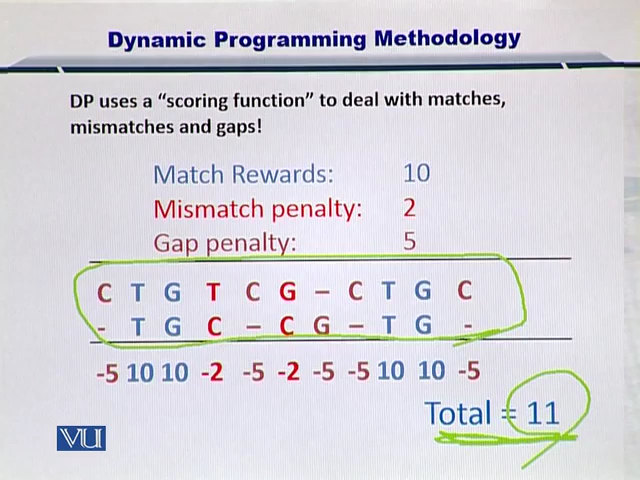 Dynamic Programming Methodology
DP uses a “scoring function” to deal with matches,
mismatches and gaps!
Match Rewards: 10
Mismatch penalty: 2
Gap penalty: 5
C T G T C G – C T G C
- T G C – C G – T G -
-5 10 10 -2 -5 -2 -5 -5 10 10 -5
Total = 11
VU